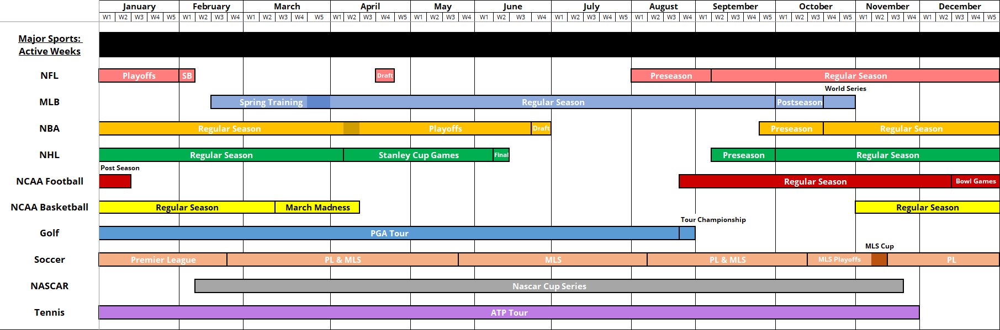 January February March April May June July August September October November December
W1 W2 W3 W4 W5 W1 W2 W3 W4 W1 W2 W3 W4 W5 W1 W2 W3 W4 W5 W1 W2 W3 W4 W1 W2 W3 W4 W1 W2 W3 W4 W5 W1 W2 W3 W4 W1 W2 W3 W4 W5 W1 W2 W3 W4 W5 W1 W2 W3 W4 W1 W2 W3 W4 W5
Major Sports:
Active Weeks
NFL Playoffs SB Draft Preseason Regular Season
World Series
MLB Spring Training Regular Season Postseason
NBA Regular Season Playoffs Draft Preseason Regular Season
NHL Regular Season Stanley Cup Games Final Preseason Regular Season
Post Season
NCAA Football Regular Season Bowl Games
NCAA Basketball Regular Season March Madness Regular Season
Tour Championship
Golf PGA Tour
MLS Cup
Soccer Premier League PL & MLS MLS PL & MLS MLS Playoffs PL
NASCAR Nascar Cup Series
Tennis ATP Tour